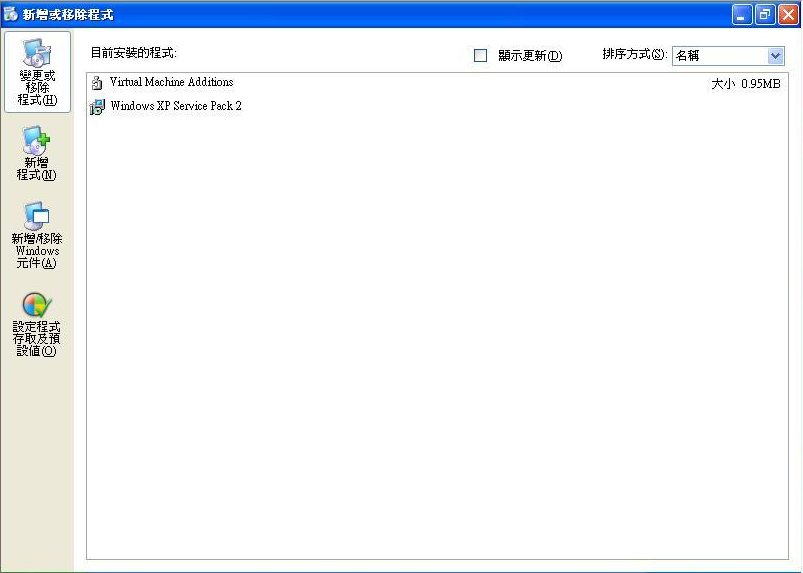 新增或移除程式
變更或
移除
程式(H)
新增
程式(N)
新增/移除
Windows
元件(A)
設定程式
存取及預
設值(O)
目前安裝的程式:
顯示更新(D)
排序方式(S): 名稱
Virtual Machine Additions 大小 0.95MB
Windows XP Service Pack 2